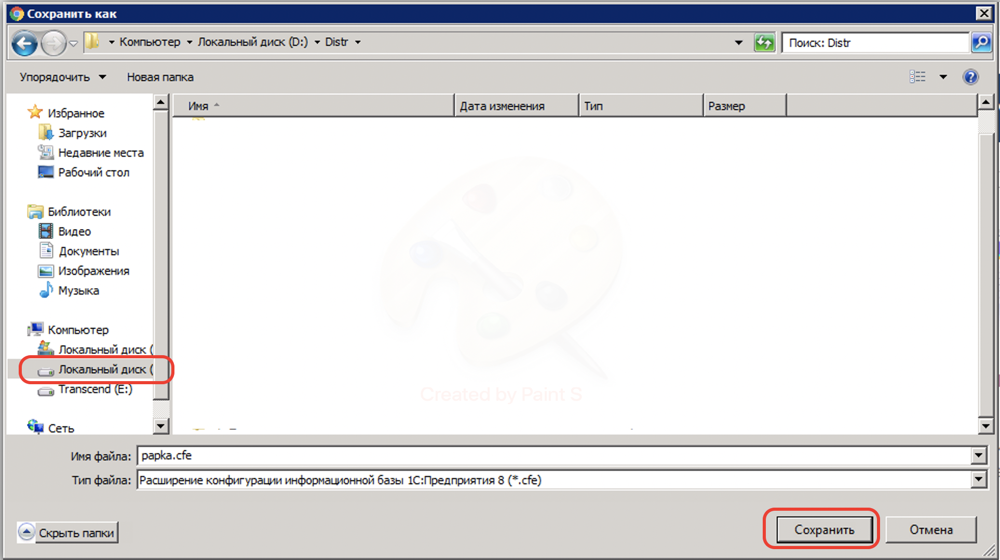 Сохранить как
Компьютер Локальный диск (D:) Distr
Поиск: Distr
Упорядочить Новая папка
Имя Дата изменения Тип Размер
Избранное
Загрузки
Недавние места
Рабочий стол
Библиотеки
Видео
Документы
Изображения
Музыка
Компьютер
Локальный диск (
Локальный диск (
Transcend (E:)
Сеть
Created by Paint S
Имя файла: papka.cfe
Тип файла: Расширение конфигурации информационной базы 1С:Предприятия 8 (*.cfe)
Скрыть папки
Сохранить Отмена